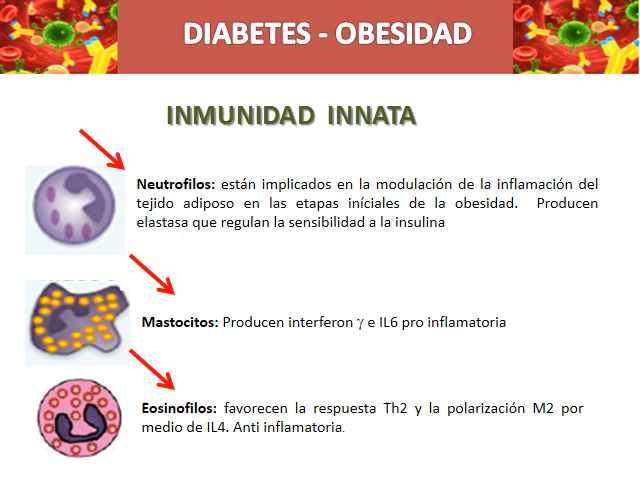 DIABETES - OBESIDAD
INMUNIDAD INNATA
Neutrofilos: están implicados en la modulación de la inflamación del
tejido adiposo en las etapas iníciales de la obesidad. Producen
elastasa que regulan la sensibilidad a la insulina
Mastocitos: Producen interferon γ e IL6 pro inflamatoria
Eosinofilos: favorecen la respuesta Th2 y la polarización M2 por
medio de IL4. Anti inflamatoria.